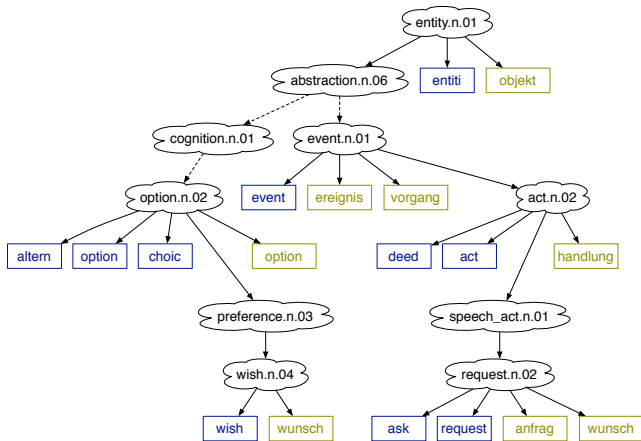 entity.n.01
abstraction.n.06 entiti objekt
cognition.n.01 event.n.01
option.n.02 event ereignis vorgang act.n.02
altern option choic option deed act handlung
preference.n.03 speech_act.n.01
wish.n.04 request.n.02
wish wunsch ask request anfrag wunsch